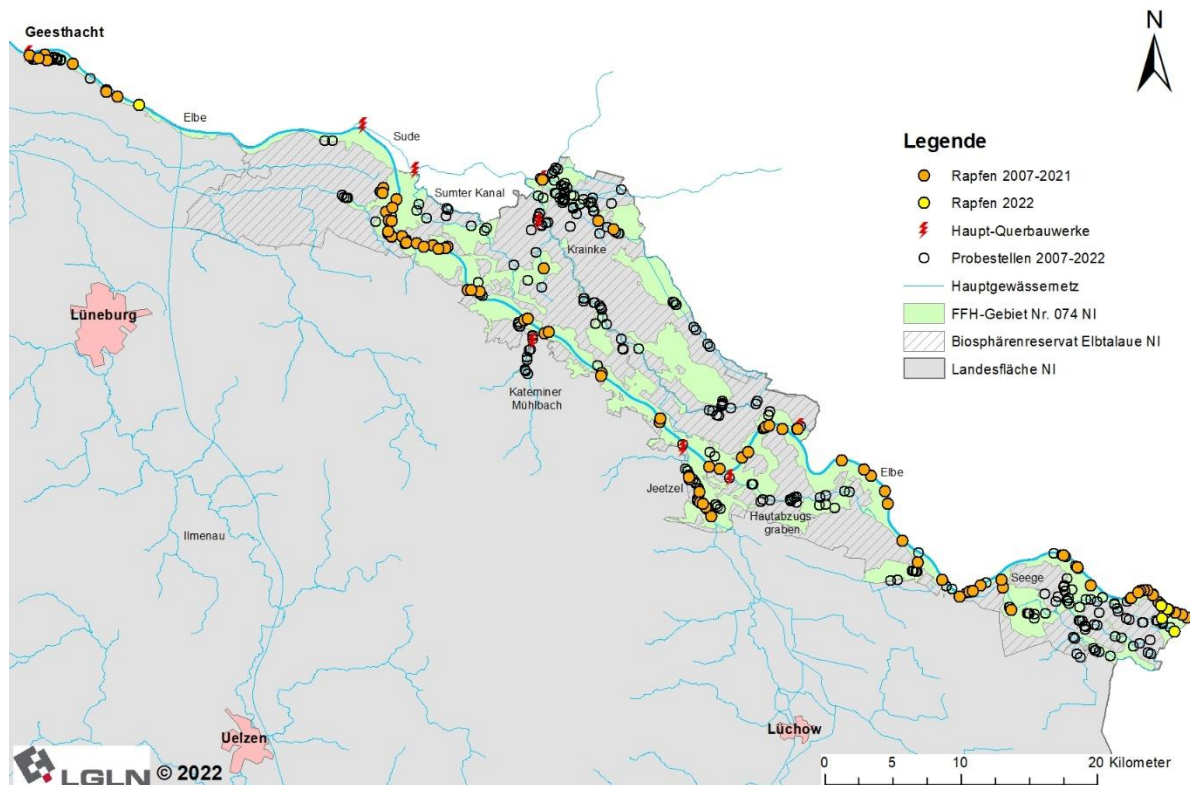 Geesthacht
N
Elbe
Sude
Sumter Kanal
Krainke
Lüneburg
Kateminer
Mühlbach
Jeetzel
Elbe
Hautabzugs-
graben
Ilmenau
Seege
Uelzen
Lüchow
Legende
Rapfen 2007-2021
Rapfen 2022
Haupt-Querbauwerke
Probestellen 2007-2022
Hauptgewässernetz
FFH-Gebiet Nr. 074 NI
Biosphärenreservat Elbtalaue NI
Landesfläche NI
LGLN © 2022
0 5 10 20 Kilometer